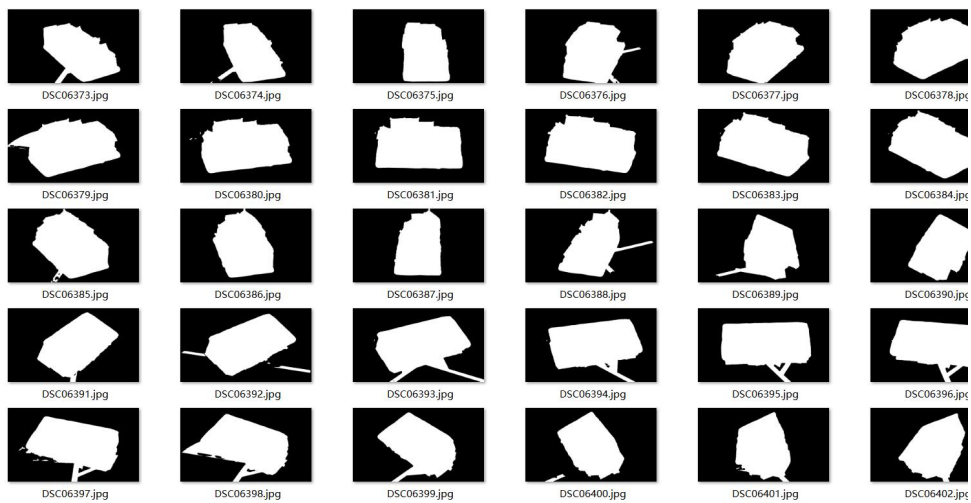 DSC06373.jpg DSC06374.jpg DSC06375.jpg DSC06376.jpg DSC06377.jpg DSC06378.jpg
DSC06379.jpg DSC06380.jpg DSC06381.jpg DSC06382.jpg DSC06383.jpg DSC06384.jpg
DSC06385.jpg DSC06386.jpg DSC06387.jpg DSC06388.jpg DSC06389.jpg DSC06390.jpg
DSC06391.jpg DSC06392.jpg DSC06393.jpg DSC06394.jpg DSC06395.jpg DSC06396.jpg
DSC06397.jpg DSC06398.jpg DSC06399.jpg DSC06400.jpg DSC06401.jpg DSC06402.jpg